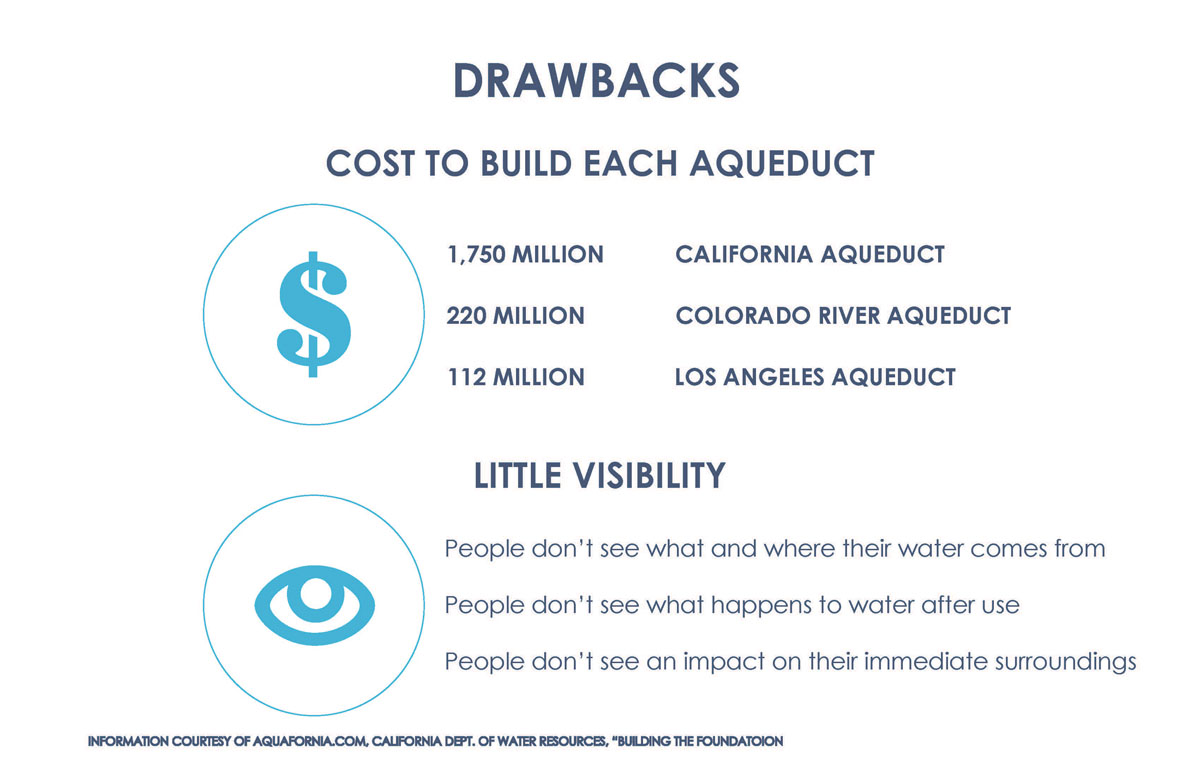 DRAWBACKS
COST TO BUILD EACH AQUEDUCT
$
1,750 MILLION CALIFORNIA AQUEDUCT
220 MILLION COLORADO RIVER AQUEDUCT
112 MILLION LOS ANGELES AQUEDUCT
LITTLE VISIBILITY
People don’t see what and where their water comes from
People don’t see what happens to water after use
People don’t see an impact on their immediate surroundings
INFORMATION COURTESY OF AQUAFORNIA.COM, CALIFORNIA DEPT. OF WATER RESOURCES, “BUILDING THE FOUNDATOION